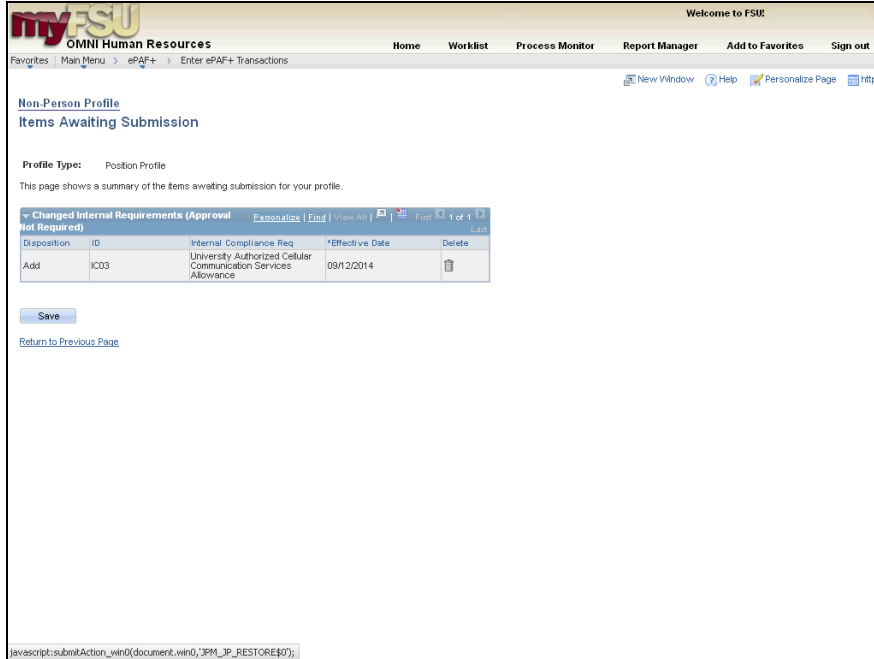 Welcome to FSU!
myFSU
OMNI Human Resources
Home Worklist Process Monitor Report Manager Add to Favorites Sign out
Favorites Main Menu > ePAF+ > Enter ePAF+ Transactions
New Window Help Personalize Page http
Non-Person Profile
Items Awaiting Submission
Profile Type: Position Profile
This page shows a summary of the items awaiting submission for your profile.
Changed Internal Requirements (Approval Personalize | Find | View All | First 1 of 1
Not Required) Last
Disposition ID Internal Compliance Req *Effective Date Delete
University Authorized Cellular
Add IC03 Communication Services 09/12/2014
Allowance
Save
Return to Previous Page
javascript:submitAction_win0(document.win0,'JPM_JP_RESTORE$0');